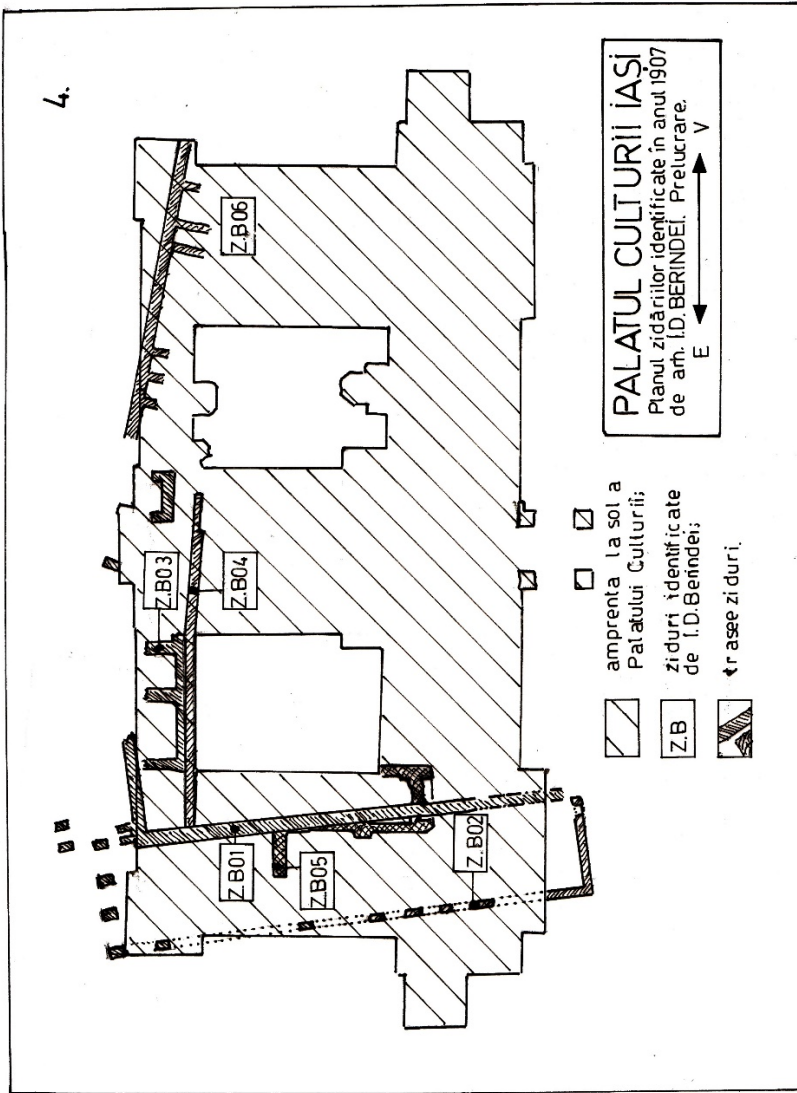 4.
Z.B06
Z.B03
Z.B04
Z.B01
Z.B05
Z.B02
amprenta la sol a
Palatului Culturii;
Z.B
ziduri identificate
de I.D.Berindei;
trasee ziduri.
PALATUL CULTURII IAȘI
Planul zidăriilor identificate în anul 1907
de arh. I.D. BERINDEI. Prelucrare.
E V